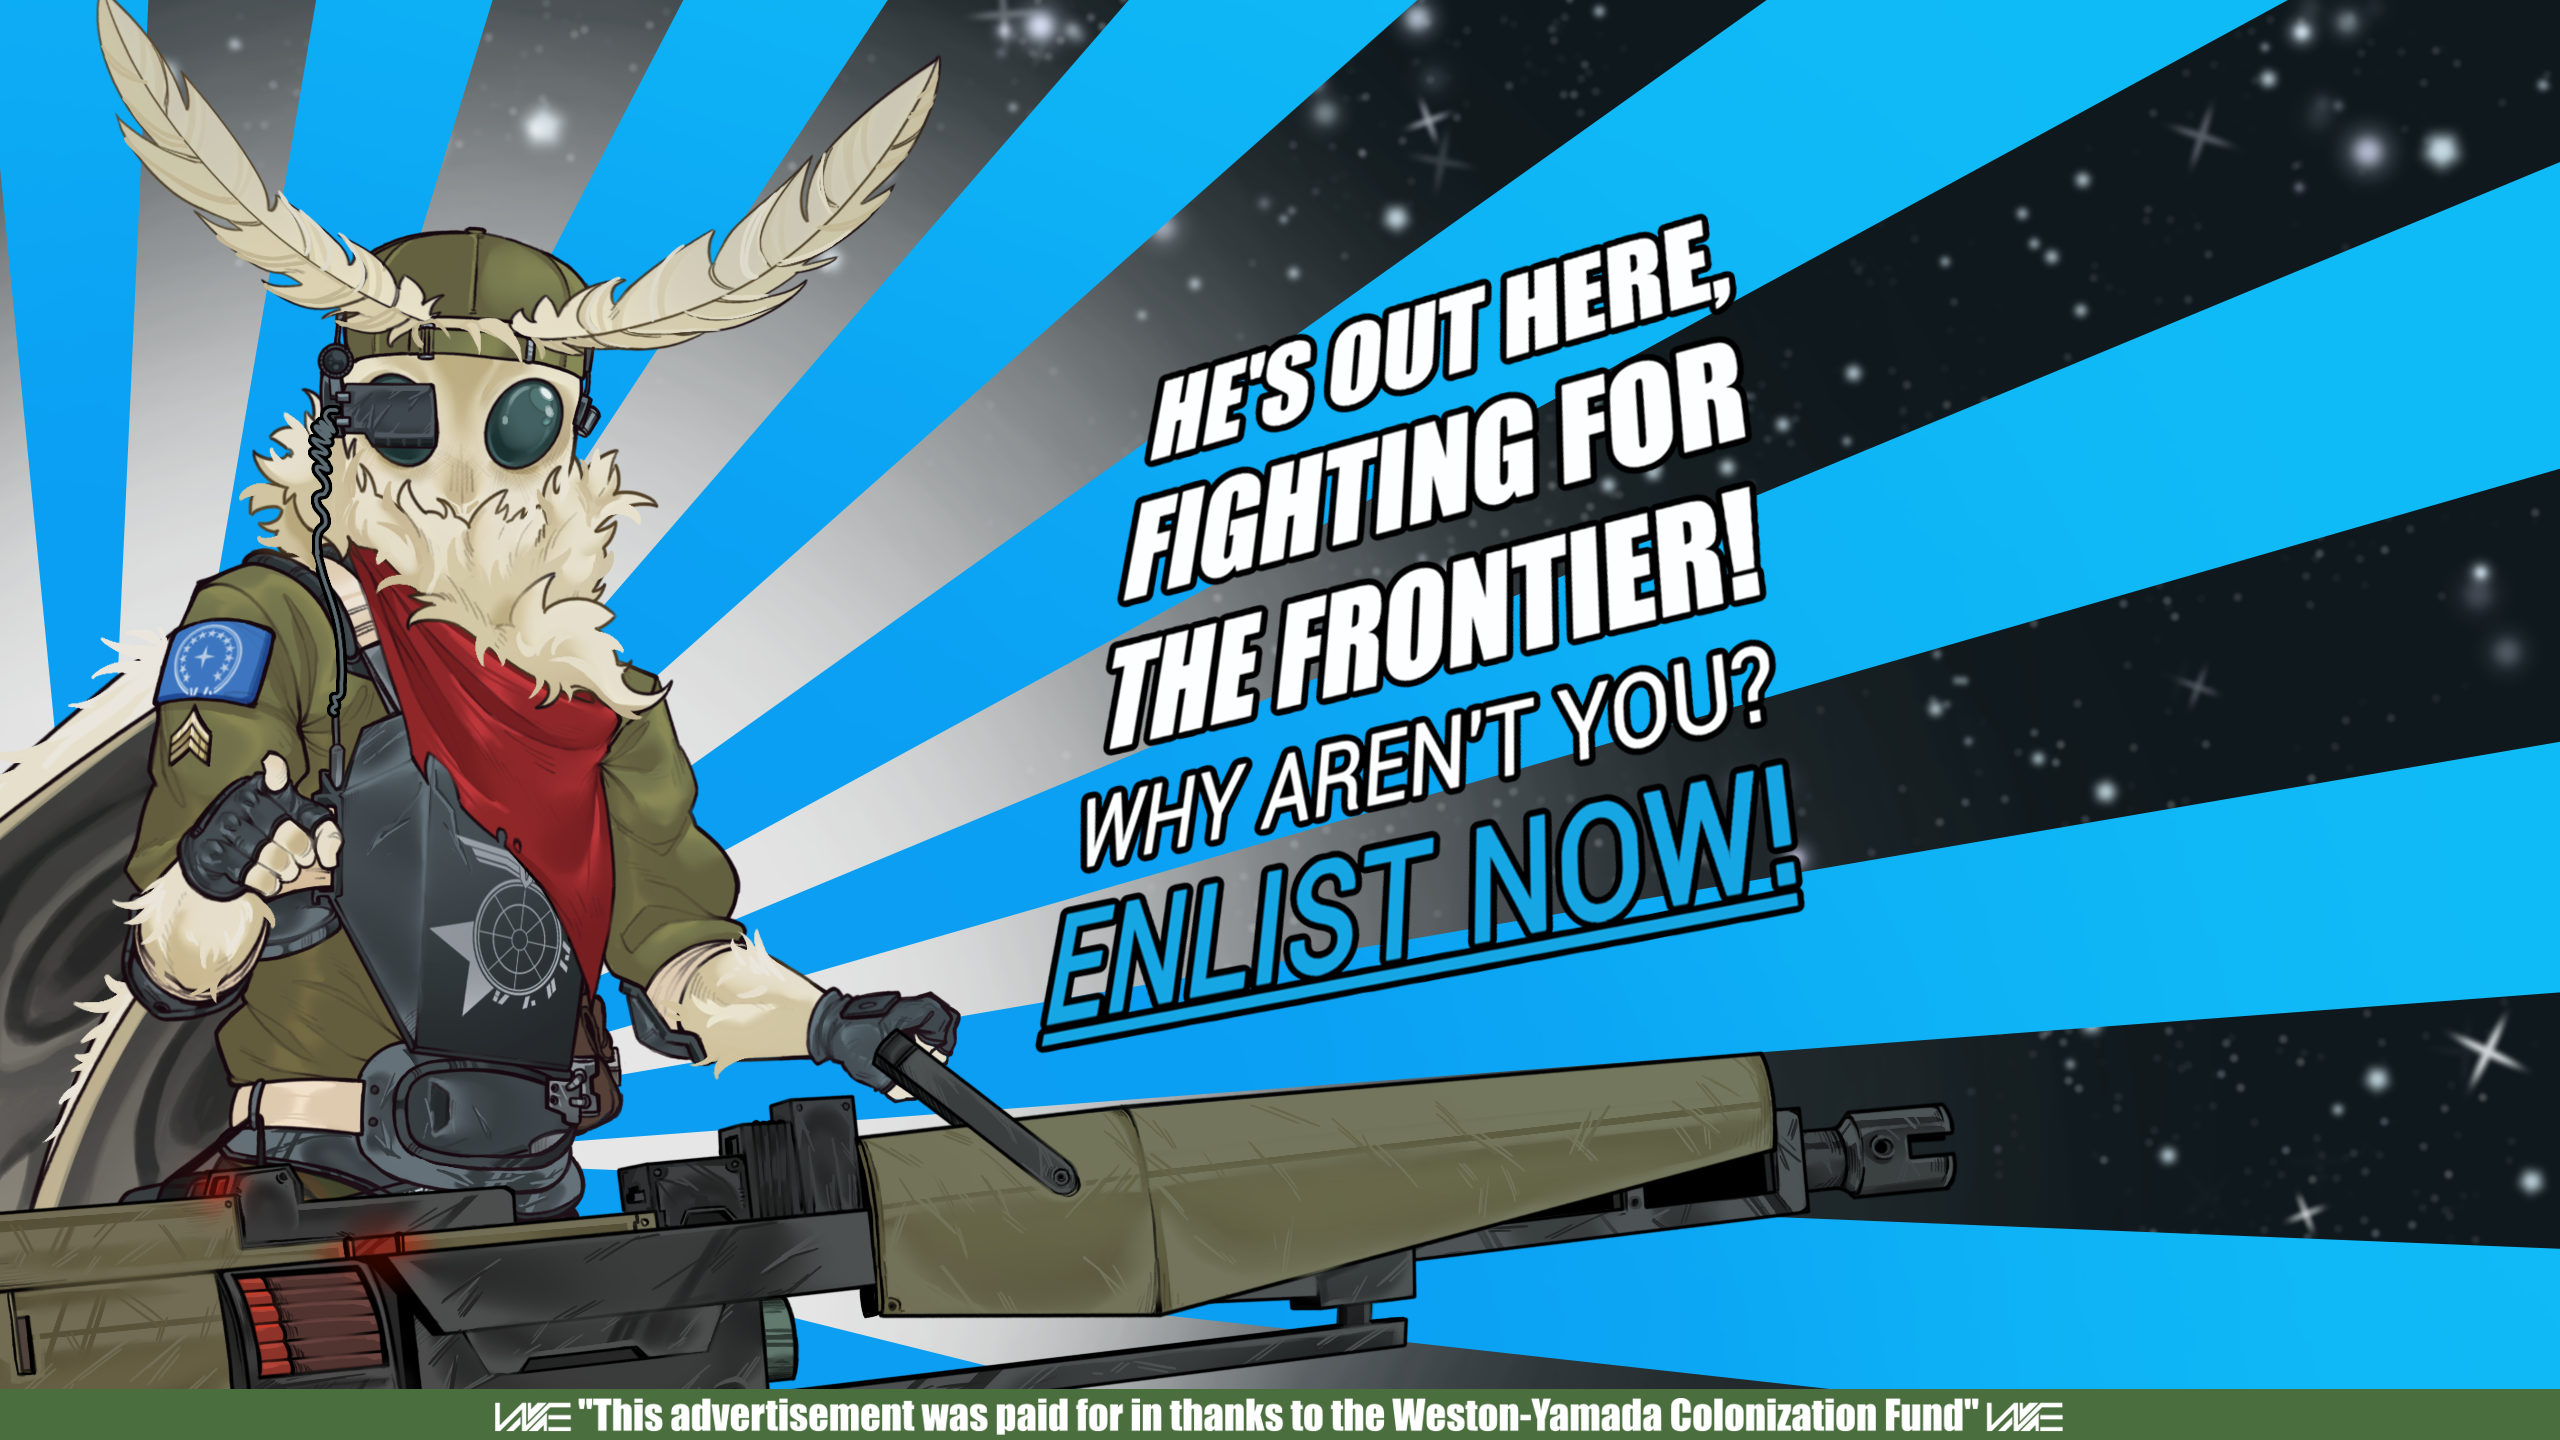 HE'S OUT HERE,
FIGHTING FOR
THE FRONTIER!
WHY AREN'T YOU?
ENLIST NOW!
"This advertisement was paid for in thanks to the Weston-Yamada Colonization Fund"